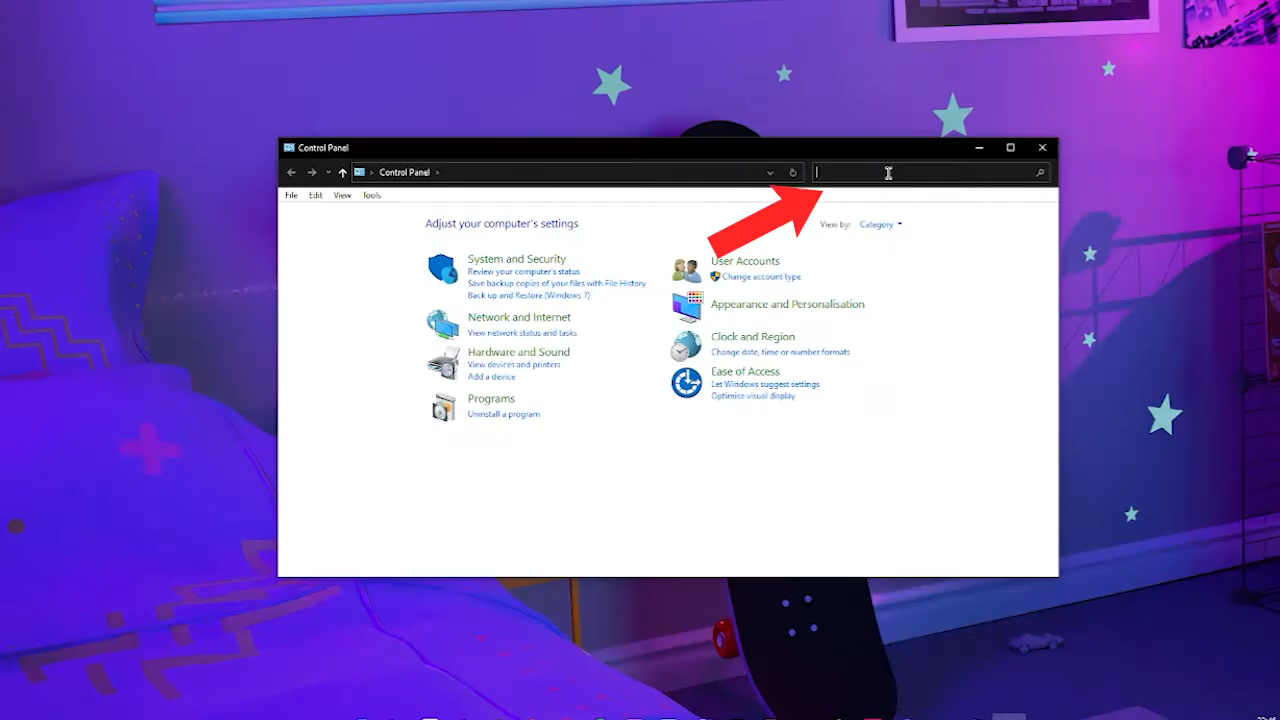 Control Panel
Control Panel
File Edit View Tools
Adjust your computer's settings
View by: Category
System and Security
Review your computer's status
Save backup copies of your files with File History
Back up and Restore (Windows 7)
Network and Internet
View network status and tasks
Hardware and Sound
View devices and printers
Add a device
Programs
Uninstall a program
User Accounts
Change account type
Appearance and Personalisation
Clock and Region
Change date, time or number formats
Ease of Access
Let Windows suggest settings
Optimise visual display